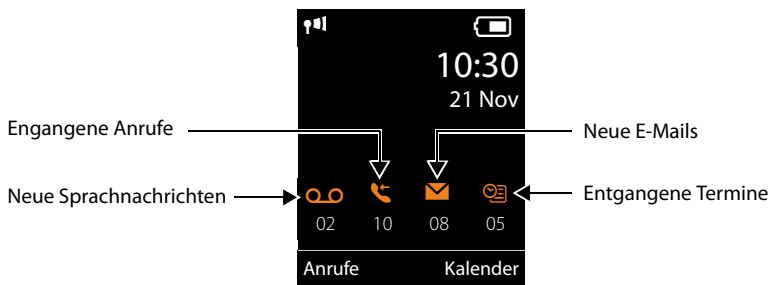 10:30
21 Nov
Engangene Anrufe
Neue E-Mails
Neue Sprachnachrichten
Entgangene Termine
02 10 08 05
Anrufe Kalender